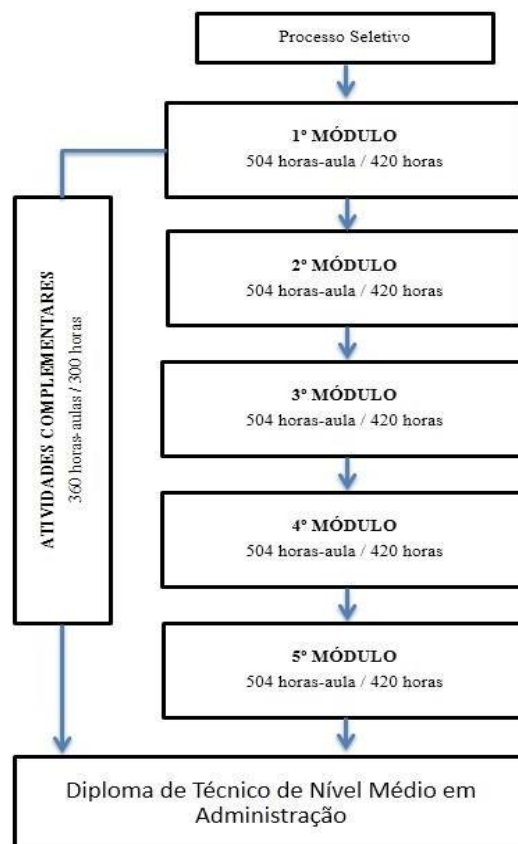 Processo Seletivo
1º MÓDULO
504 horas-aula / 420 horas
2º MÓDULO
504 horas-aula / 420 horas
3º MÓDULO
504 horas-aula / 420 horas
4º MÓDULO
504 horas-aula / 420 horas
5º MÓDULO
504 horas-aula / 420 horas
ATIVIDADES COMPLEMENTARES
360 horas-aulas / 300 horas
Diploma de Técnico de Nível Médio em
Administração